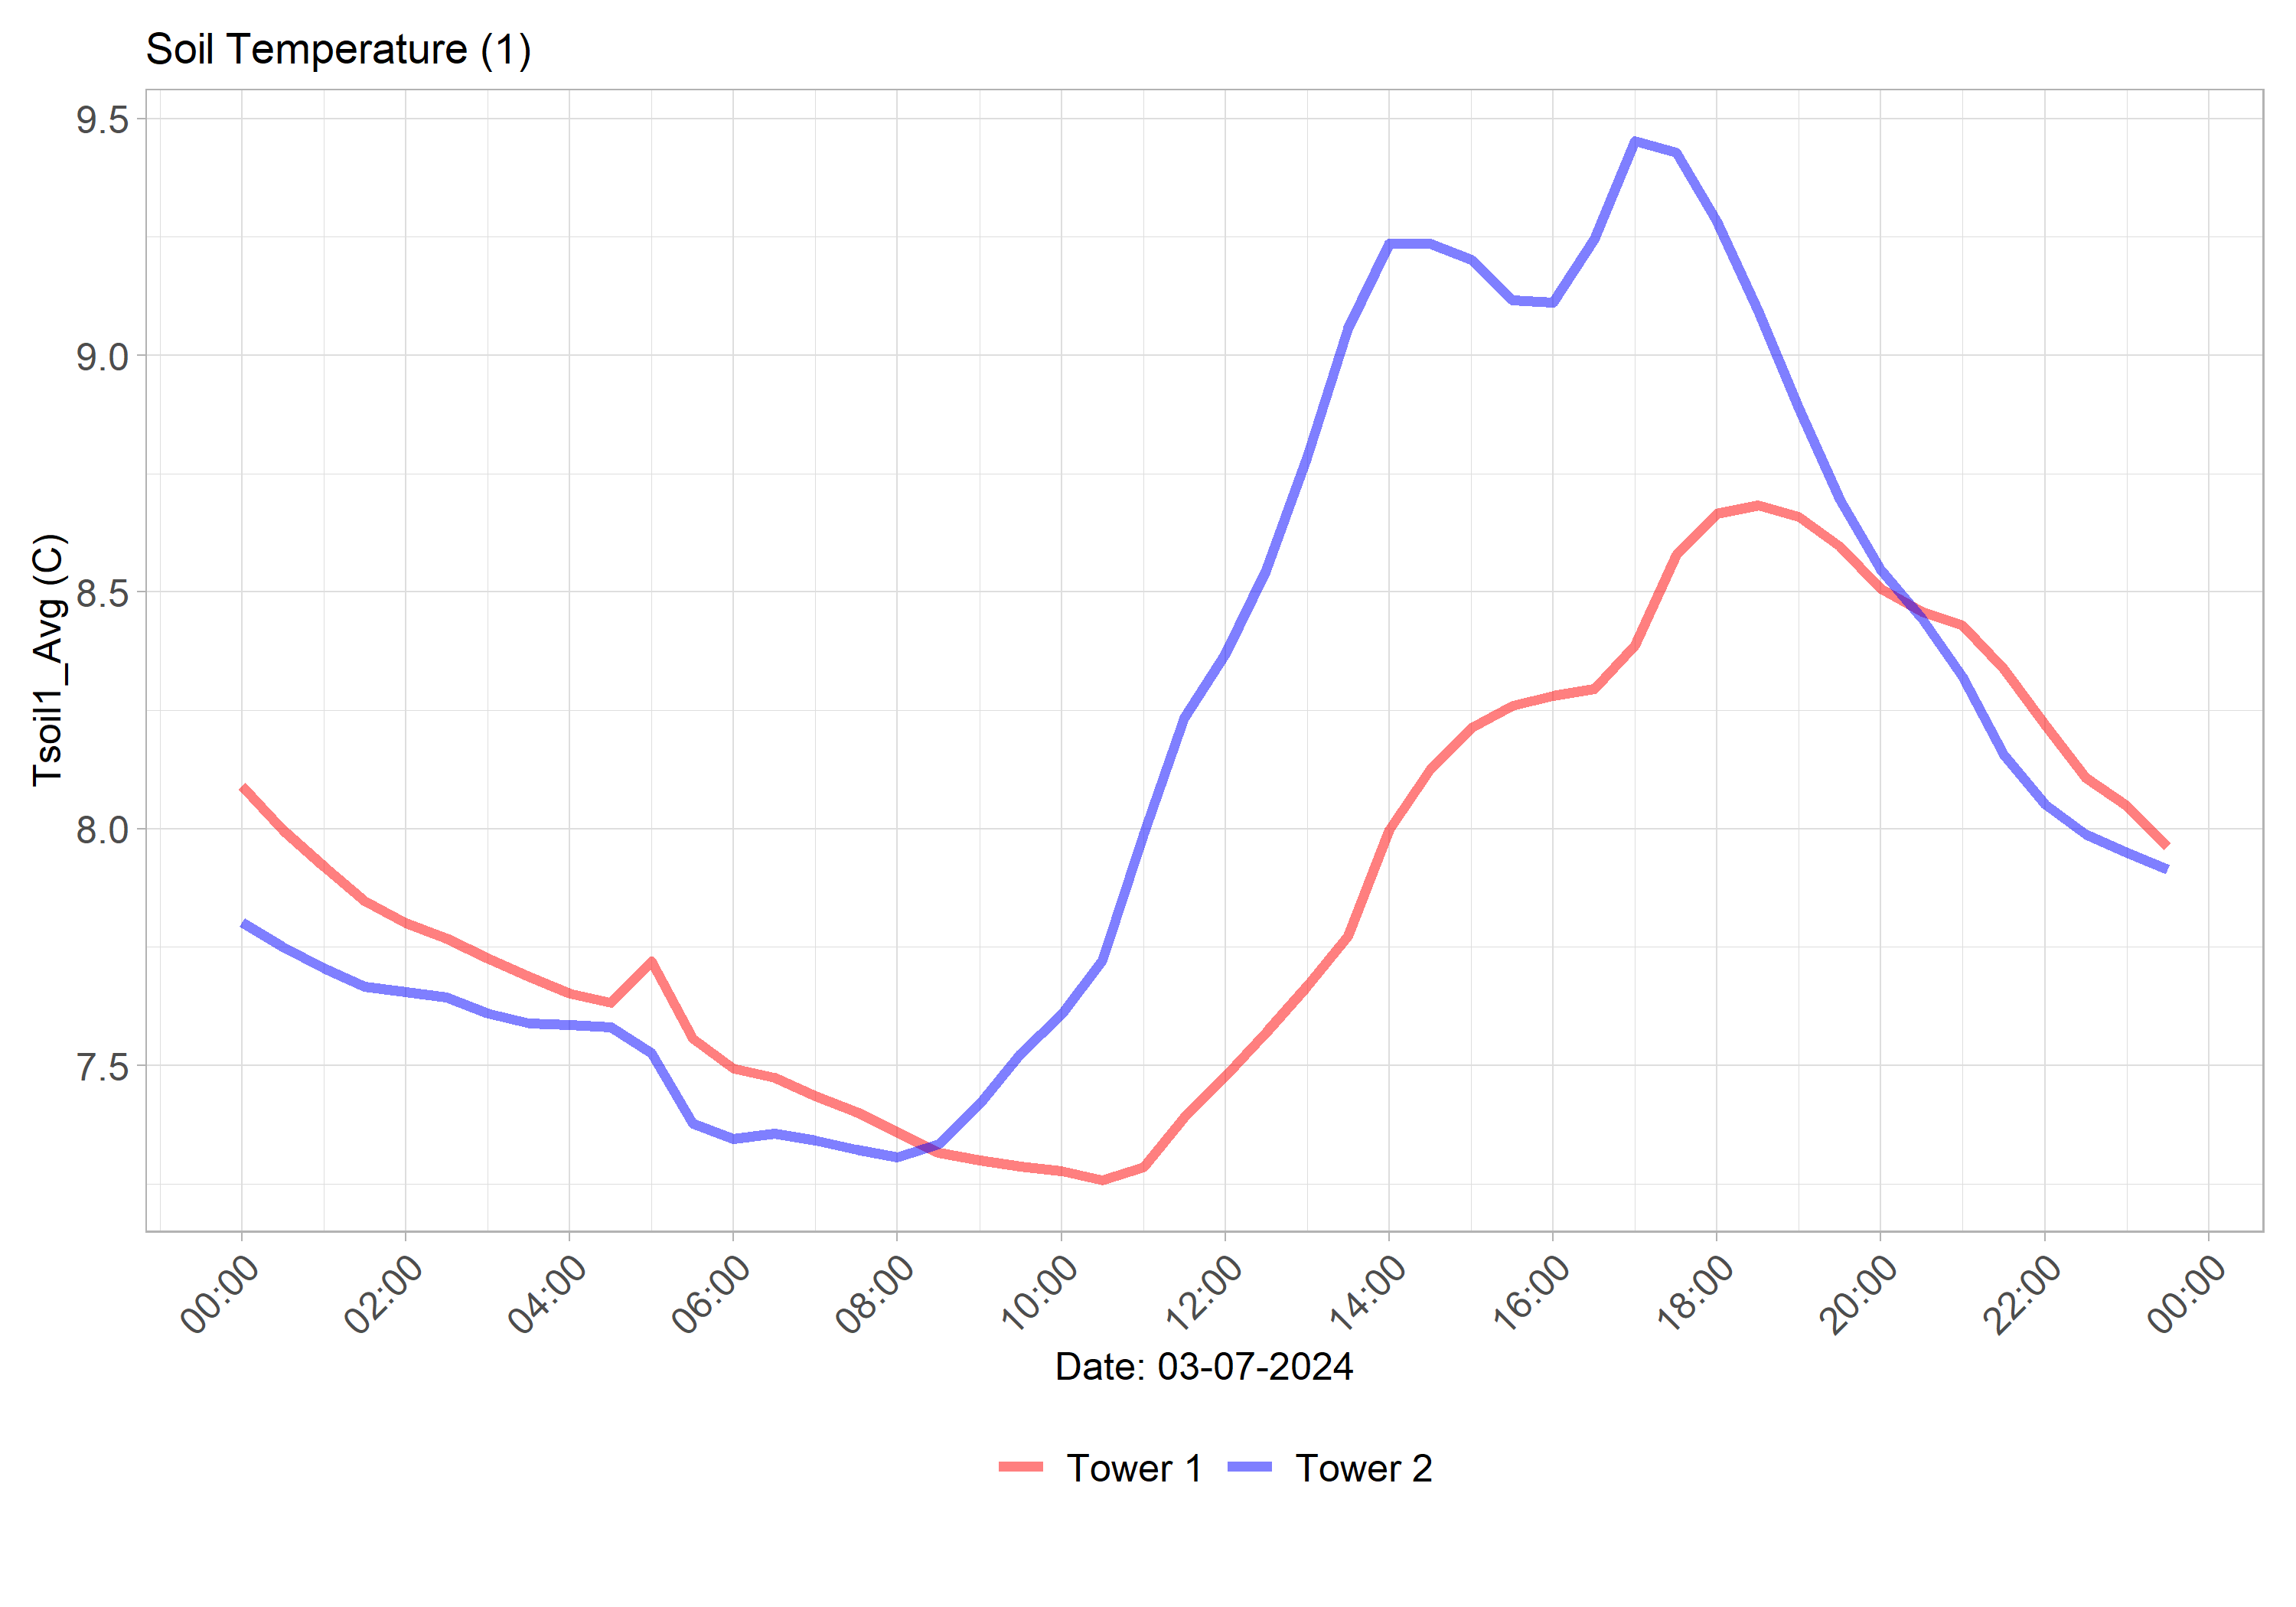 Soil Temperature (1)
Tsoil1_Avg (C)
9.5
9.0
8.5
8.0
7.5
00:00 02:00 04:00 06:00 08:00 10:00 12:00 14:00 16:00 18:00 20:00 22:00 00:00
Date: 03-07-2024
Tower 1 Tower 2